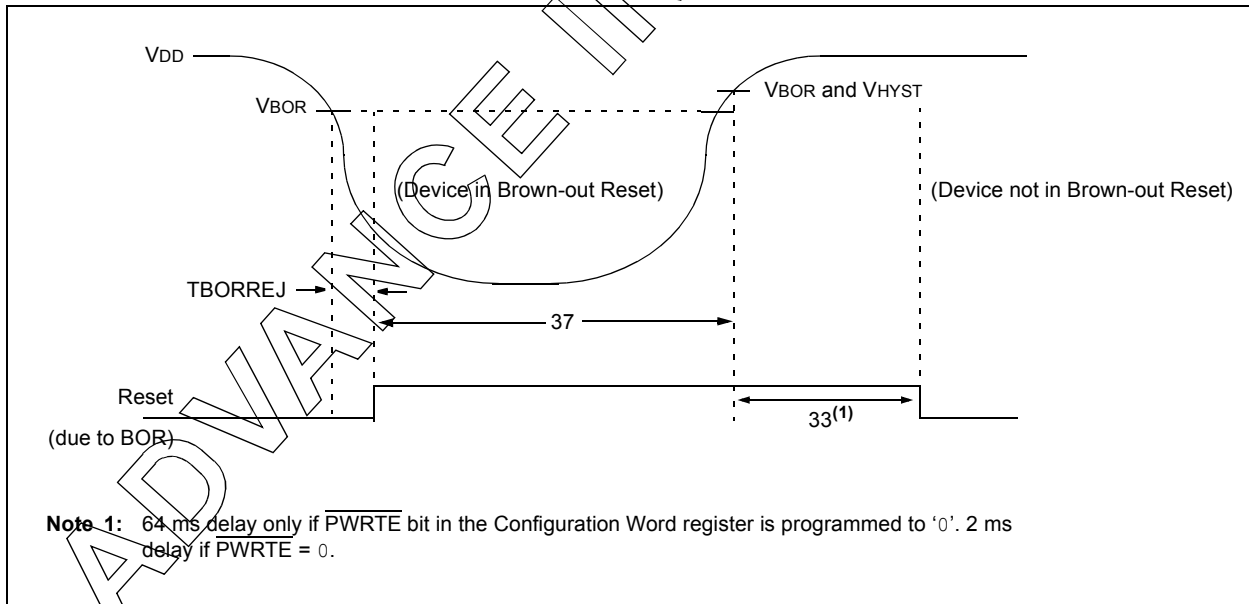 VDD
VBOR
VBOR and VHYST
(Device in Brown-out Reset)
(Device not in Brown-out Reset)
TBORREJ
37
Reset
(due to BOR)
33(1)
Note 1: 64 ms delay only if PWRTE bit in the Configuration Word register is programmed to ‘0’. 2 ms
delay if PWRTE = 0.
ADVANCE